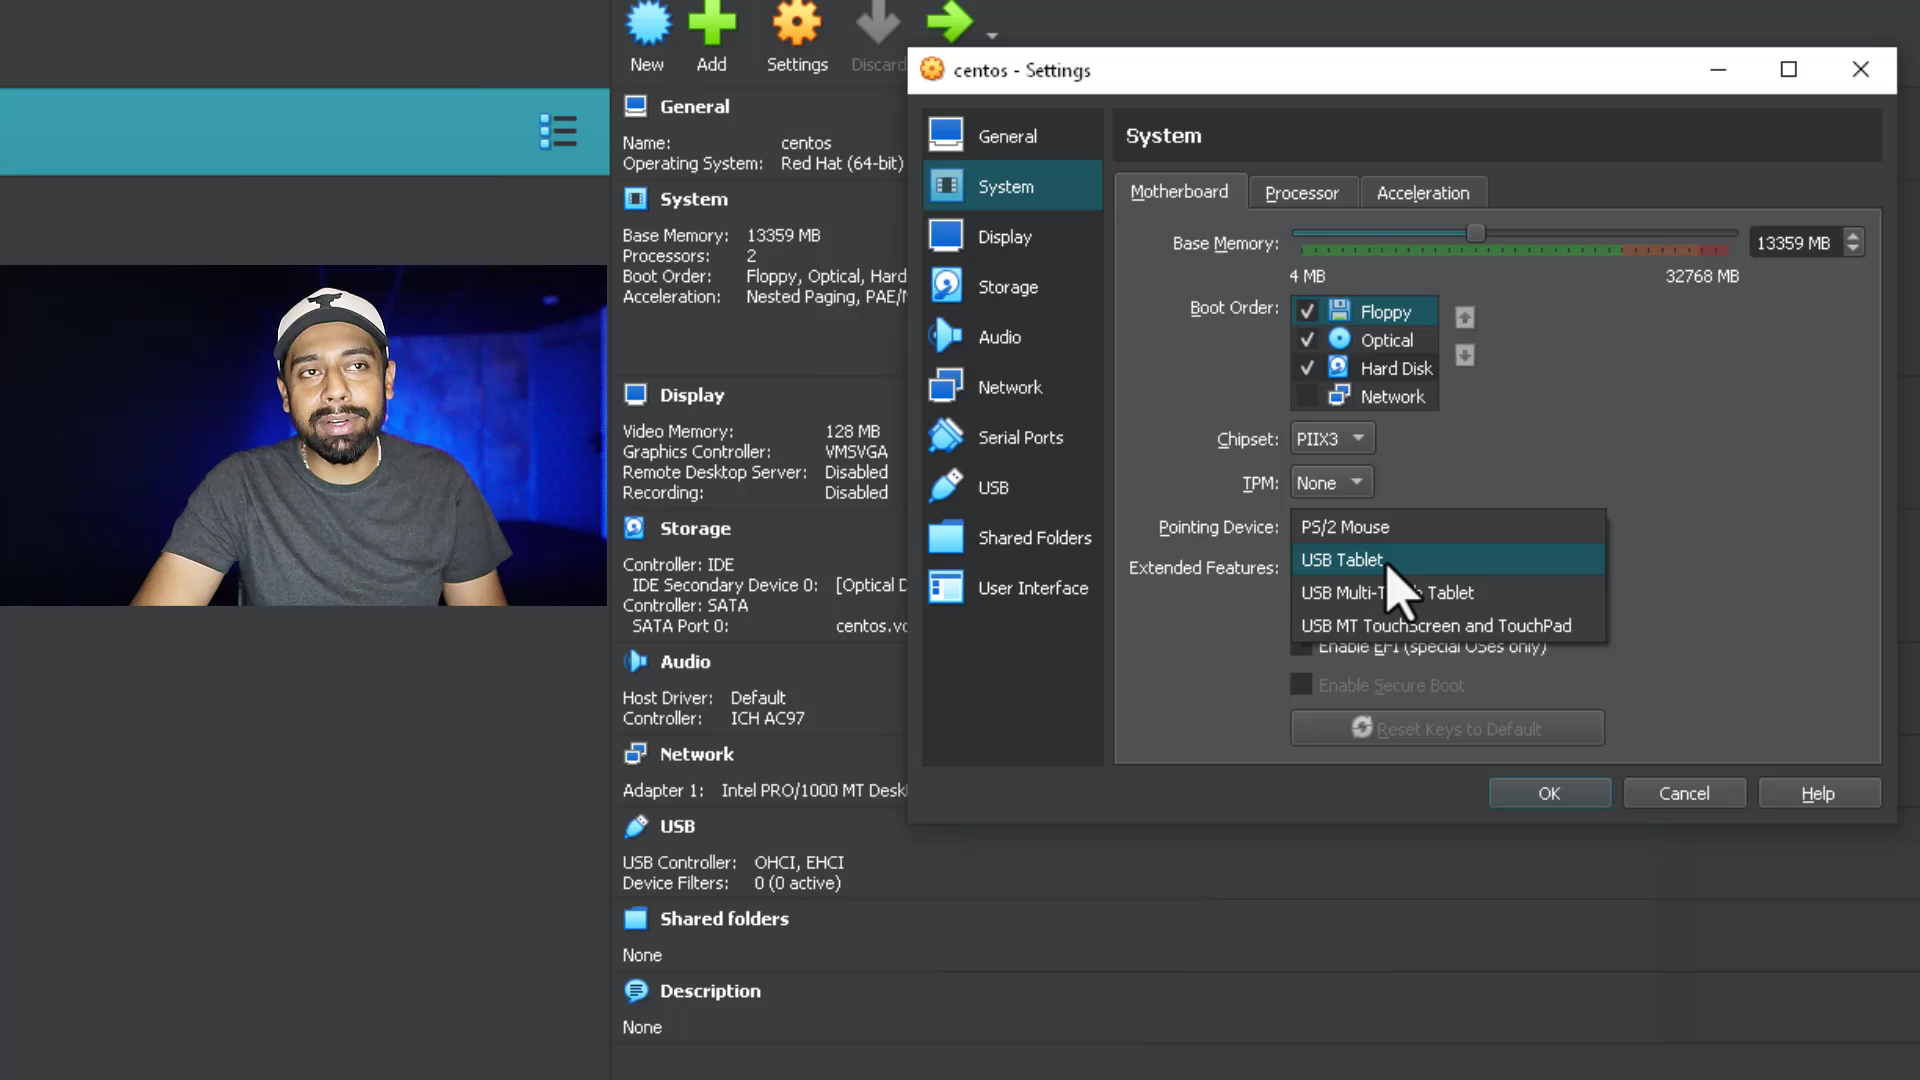 New
Add
Settings
Discard
General
Name: centos
Operating System: Red Hat (64-bit)
System
Base Memory: 13359 MB
Processors: 2
Boot Order: Floppy, Optical, Hard
Acceleration: Nested Paging,
Display
Video Memory: 128 MB
Graphics Controller: VMSVGA
Remote Desktop Server: Disabled
Recording: Disabled
Storage
Controller: IDE
IDE Secondary Device 0: [Optical
Controller: SATA
SATA Port 0:
Audio
Host Driver: Default
Controller: ICH AC97
Network
Adapter 1: Intel PRO/1000 MT
USB
USB Controller: OHCI, EHCI
Device Filters: 0 (0 active)
Shared folders
None
Description
None
centos - Settings
General
System
Display
Storage
Audio
Network
Serial Ports
USB
Shared Folders
User Interface
System
Motherboard
Processor
Acceleration
Base Memory:
13359 MB
4 MB
32768 MB
Boot Order:
Floppy
Optical
Hard Disk
Network
Chipset: PIIX3
TPM: None
Pointing Device:
PS/2 Mouse
USB Tablet
USB Tablet
USB MT TouchScreen and TouchPad
Extended Features:
Enable EFI (special OSes only)
Enable Secure Boot
Reset Keys to Default
OK
Cancel
Help